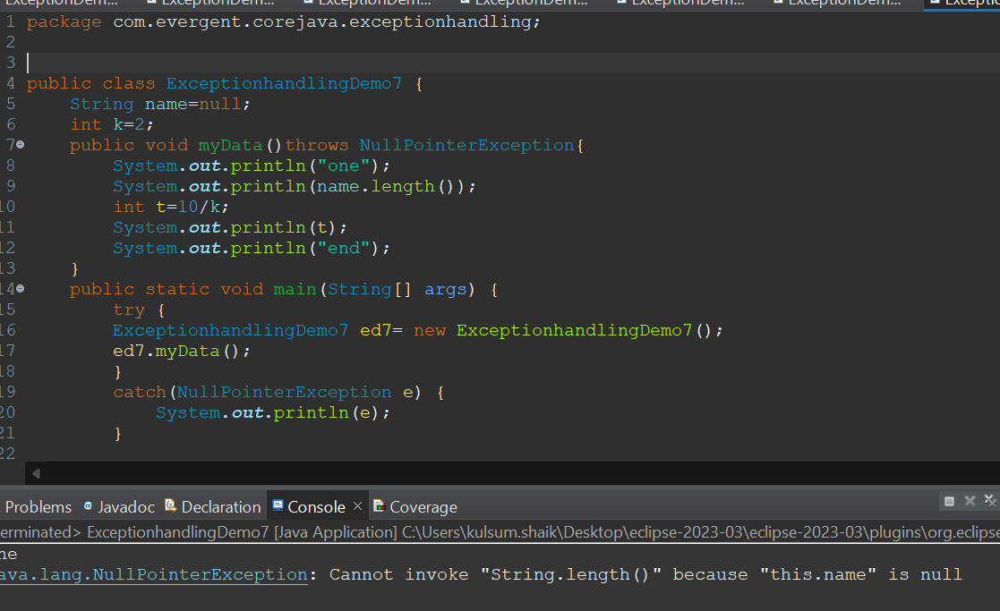 ExceptionDem... ExceptionDem... ExceptionDem... ExceptionDem... ExceptionDem... ExceptionDem...
1 package com.evergent.corejava.exceptionhandling;
2
3
4 public class ExceptionhandlingDemo7 {
5 String name=null;
6 int k=2;
7 public void myData()throws NullPointerException{
8 System.out.println("one");
9 System.out.println(name.length());
10 int t=10/k;
11 System.out.println(t);
12 System.out.println("end");
13 }
14 public static void main(String[] args) {
15 try {
16 ExceptionhandlingDemo7 ed7= new ExceptionhandlingDemo7();
17 ed7.myData();
18 }
19 catch(NullPointerException e) {
20 System.out.println(e);
21 }
22
Problems @ Javadoc Declaration Console × Coverage
erminated> ExceptionhandlingDemo7 [Java Application] C:\Users\kulsum.shaik\Desktop\eclipse-2023-03\eclipse-2023-03\plugins\org.eclipse
ne
ava.lang.NullPointerException: Cannot invoke "String.length()" because "this.name" is null